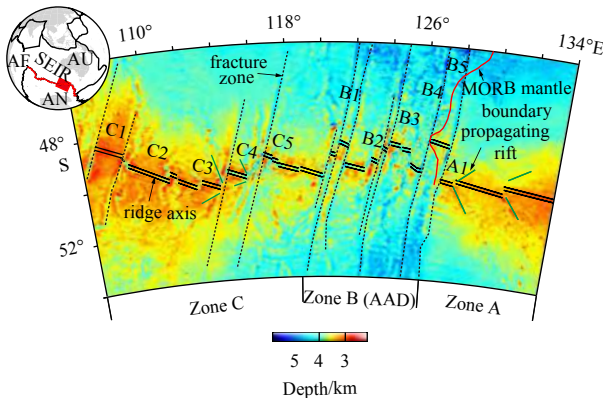 110°
118°
126°
134°E
AF
SEIR
AU
AN
fracture
zone
B5
MORB mantle
boundary
propagating
rift
B1
B4
B3
B2
48°
S
C1
C2
C3
C4
C5
A1
ridge axis
52°
Zone C
Zone B (AAD)
Zone A
5 4 3
Depth/km